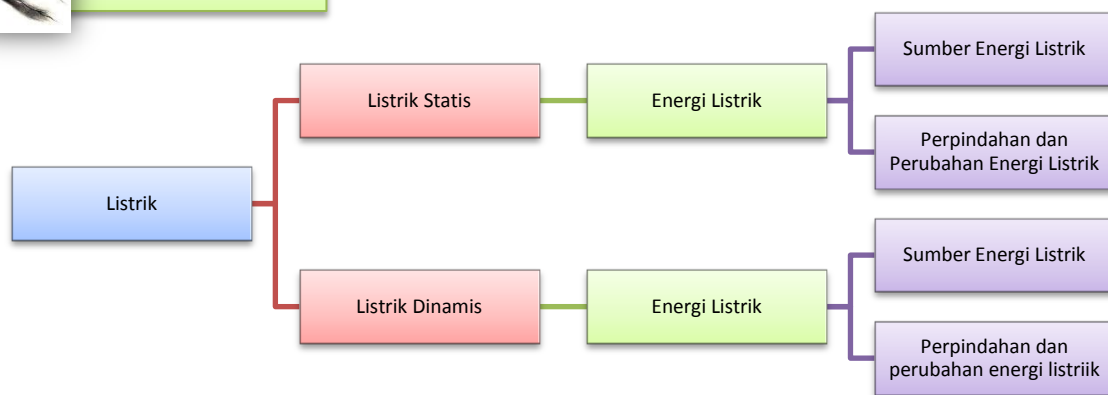 Listrik
Listrik Statis
Energi Listrik
Sumber Energi Listrik
Perpindahan dan
Perubahan Energi Listrik
Listrik Dinamis
Energi Listrik
Sumber Energi Listrik
Perpindahan dan
perubahan energi listriik